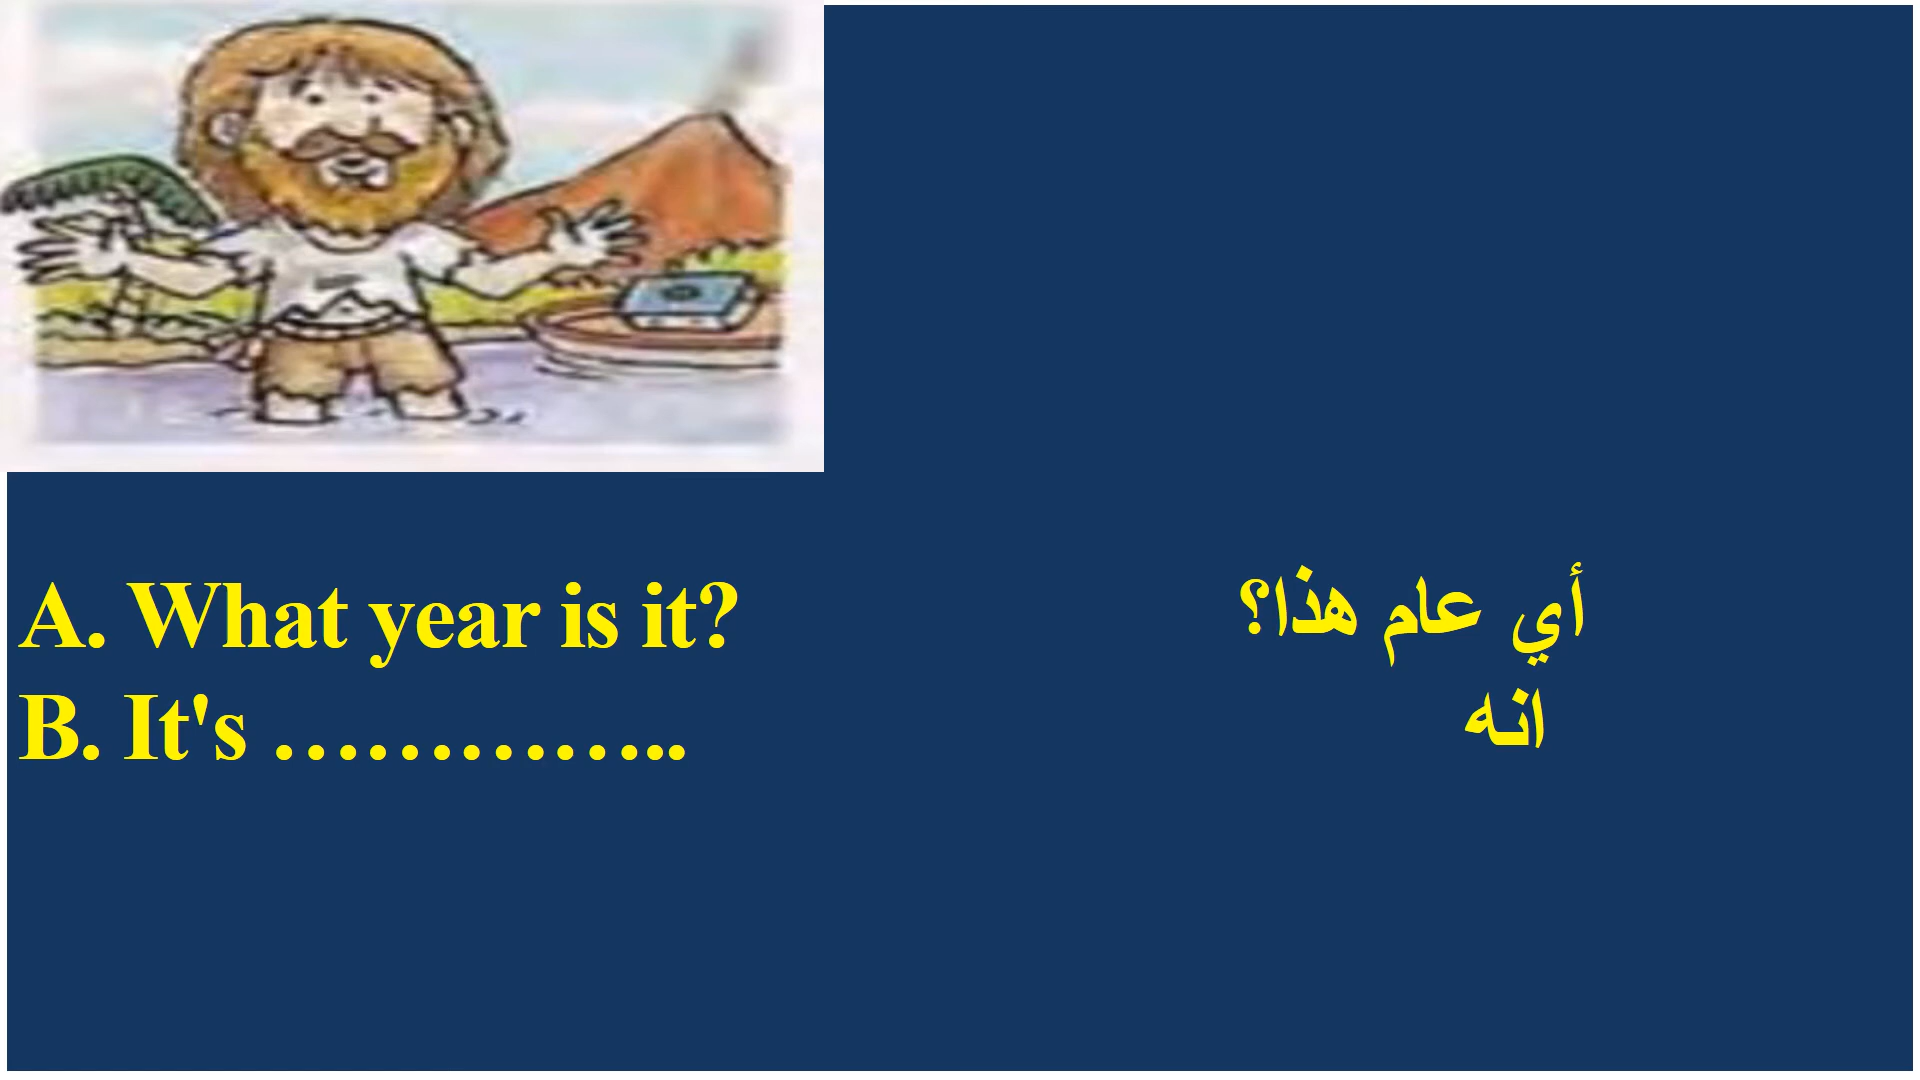 A. What year is it? أي عام هذا؟
B. It's ………….. انه